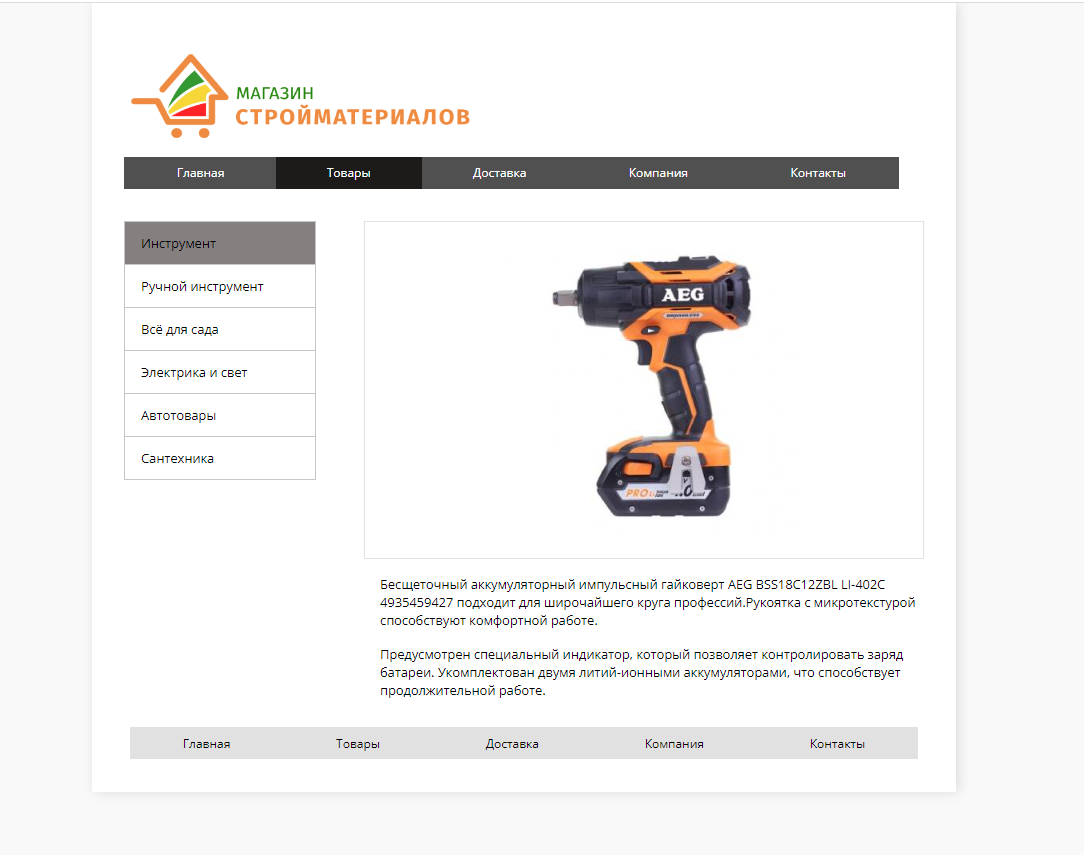 МАГАЗИН
СТРОЙМАТЕРИАЛОВ
Главная Товары Доставка Компания Контакты
Инструмент
Ручной инструмент
Всё для сада
Электрика и свет
Автотовары
Сантехника
AEG
BRUSHLESS
PRO
Бесщеточный аккумуляторный импульсный гайковерт AEG BSS18C12ZBL LI-402C
4935459427 подходит для широчайшего круга профессий.Рукоятка с микротекстурой
способствуют комфортной работе.
Предусмотрен специальный индикатор, который позволяет контролировать заряд
батареи. Укомплектован двумя литий-ионными аккумуляторами, что способствует
продолжительной работе.
Главная Товары Доставка Компания Контакты